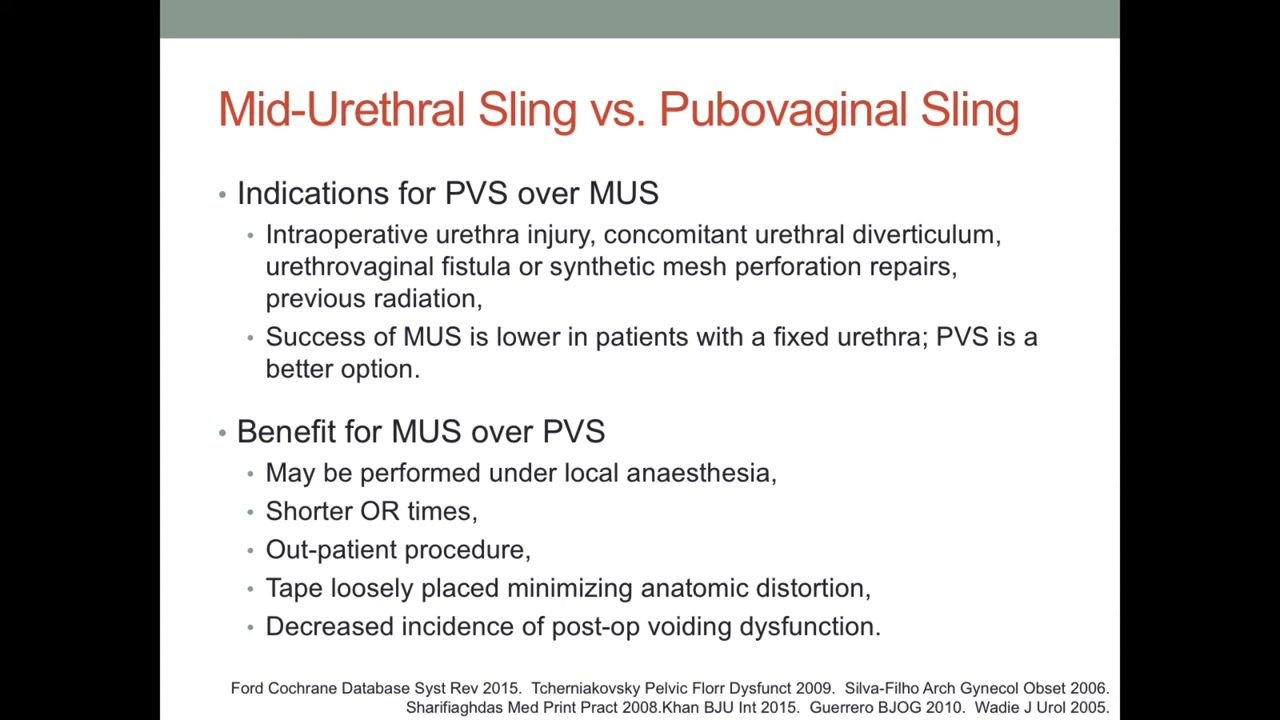 Mid-Urethral Sling vs. Pubovaginal Sling
• Indications for PVS over MUS
• Intraoperative urethra injury, concomitant urethral diverticulum,
urethrovaginal fistula or synthetic mesh perforation repairs,
previous radiation,
• Success of MUS is lower in patients with a fixed urethra; PVS is a
better option.
• Benefit for MUS over PVS
• May be performed under local anaesthesia,
• Shorter OR times,
• Out-patient procedure,
• Tape loosely placed minimizing anatomic distortion,
• Decreased incidence of post-op voiding dysfunction.
Ford Cochrane Database Syst Rev 2015. Tcherniakovsky Pelvic Florr Dysfunct 2009. Silva-Filho Arch Gynecol Obset 2006.
Sharifiaghdas Med Print Pract 2008.Khan BJU Int 2015. Guerrero BJOG 2010. Wadie J Urol 2005.